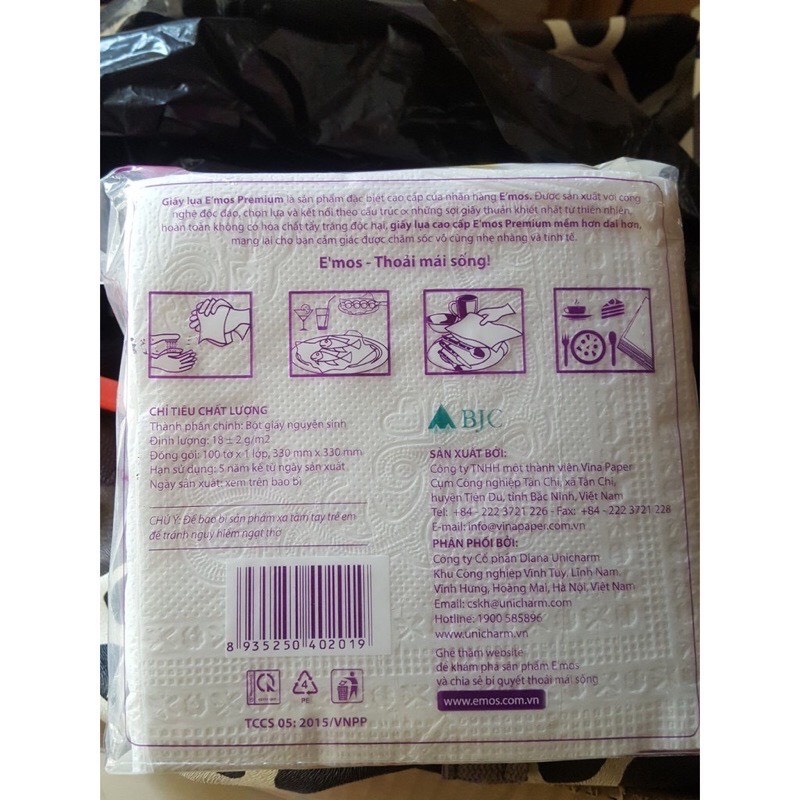 Giấy lụa E'mos Premium là sản phẩm đặc biệt cao cấp của nhãn hàng E'mos. Được sản xuất với công
nghệ độc đáo, chọn lựa và kết nối theo cấu trúc những sợi giấy thuần khiết nhất từ thiên nhiên,
hoàn toàn không có hóa chất tẩy trắng độc hại, giấy lụa cao cấp E'mos Premium mềm hơn dai hơn,
mang lại cho bạn cảm giác được chăm sóc vô cùng nhẹ nhàng và tinh tế.
E'mos - Thoải mái sống!
CHỈ TIÊU CHẤT LƯỢNG
Thành phần chính: Bột giấy nguyên sinh
Định lượng: 18 ± 2 g/m2
Đóng gói: 100 tờ x 1 lớp, 330 mm x 330 mm
Hạn sử dụng: 5 năm kể từ ngày sản xuất
Ngày sản xuất: xem trên bao bì
CHÚ Ý: Để bao bì sản phẩm xa tầm tay trẻ em
để tránh nguy hiểm ngạt thở
8 935250 402019
4
PE
TCCS 05: 2015/VNPP
BJC
SẢN XUẤT BỞI:
Công ty TNHH một thành viên Vina Paper
Cụm Công nghiệp Tân Chi, xã Tân Chi,
huyện Tiên Du, tỉnh Bắc Ninh, Việt Nam
Tel: +84- 222 3721 226 - Fax: +84 -222 3721 228
E-mail: info@vinapaper.com.vn
PHÂN PHỐI BỞI:
Công ty Cổ phần Diana Unicharm
Khu Công nghiệp Vĩnh Tuy, Lĩnh Nam,
Vĩnh Hưng, Hoàng Mai, Hà Nội, Việt Nam
Email: cskh@unicharm.com
Hotline: 1900 585896
www.unicharm.vn
Ghé thăm website
để khám phá sản phẩm E'mos
và chia sẻ bí quyết thoải mái sống
www.emos.com.vn